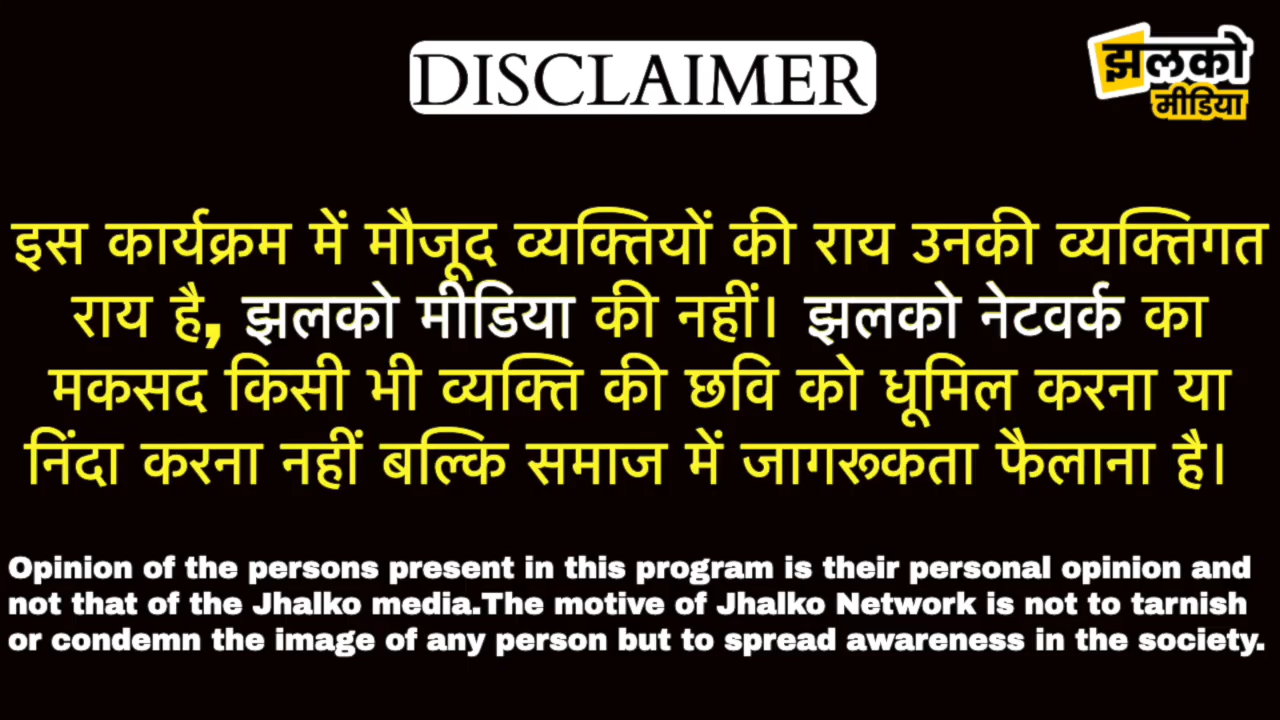 DISCLAIMER
झलको
मीडिया
इस कार्यक्रम में मौजूद व्यक्तियों की राय उनकी व्यक्तिगत
राय है, झलको मीडिया की नहीं। झलको नेटवर्क का
मकसद किसी भी व्यक्ति की छवि को धूमिल करना या
निंदा करना नहीं बल्कि समाज में जागरूकता फैलाना है।
Opinion of the persons present in this program is their personal opinion and
not that of the Jhalko media.The motive of Jhalko Network is not to tarnish
or condemn the image of any person but to spread awareness in the society.